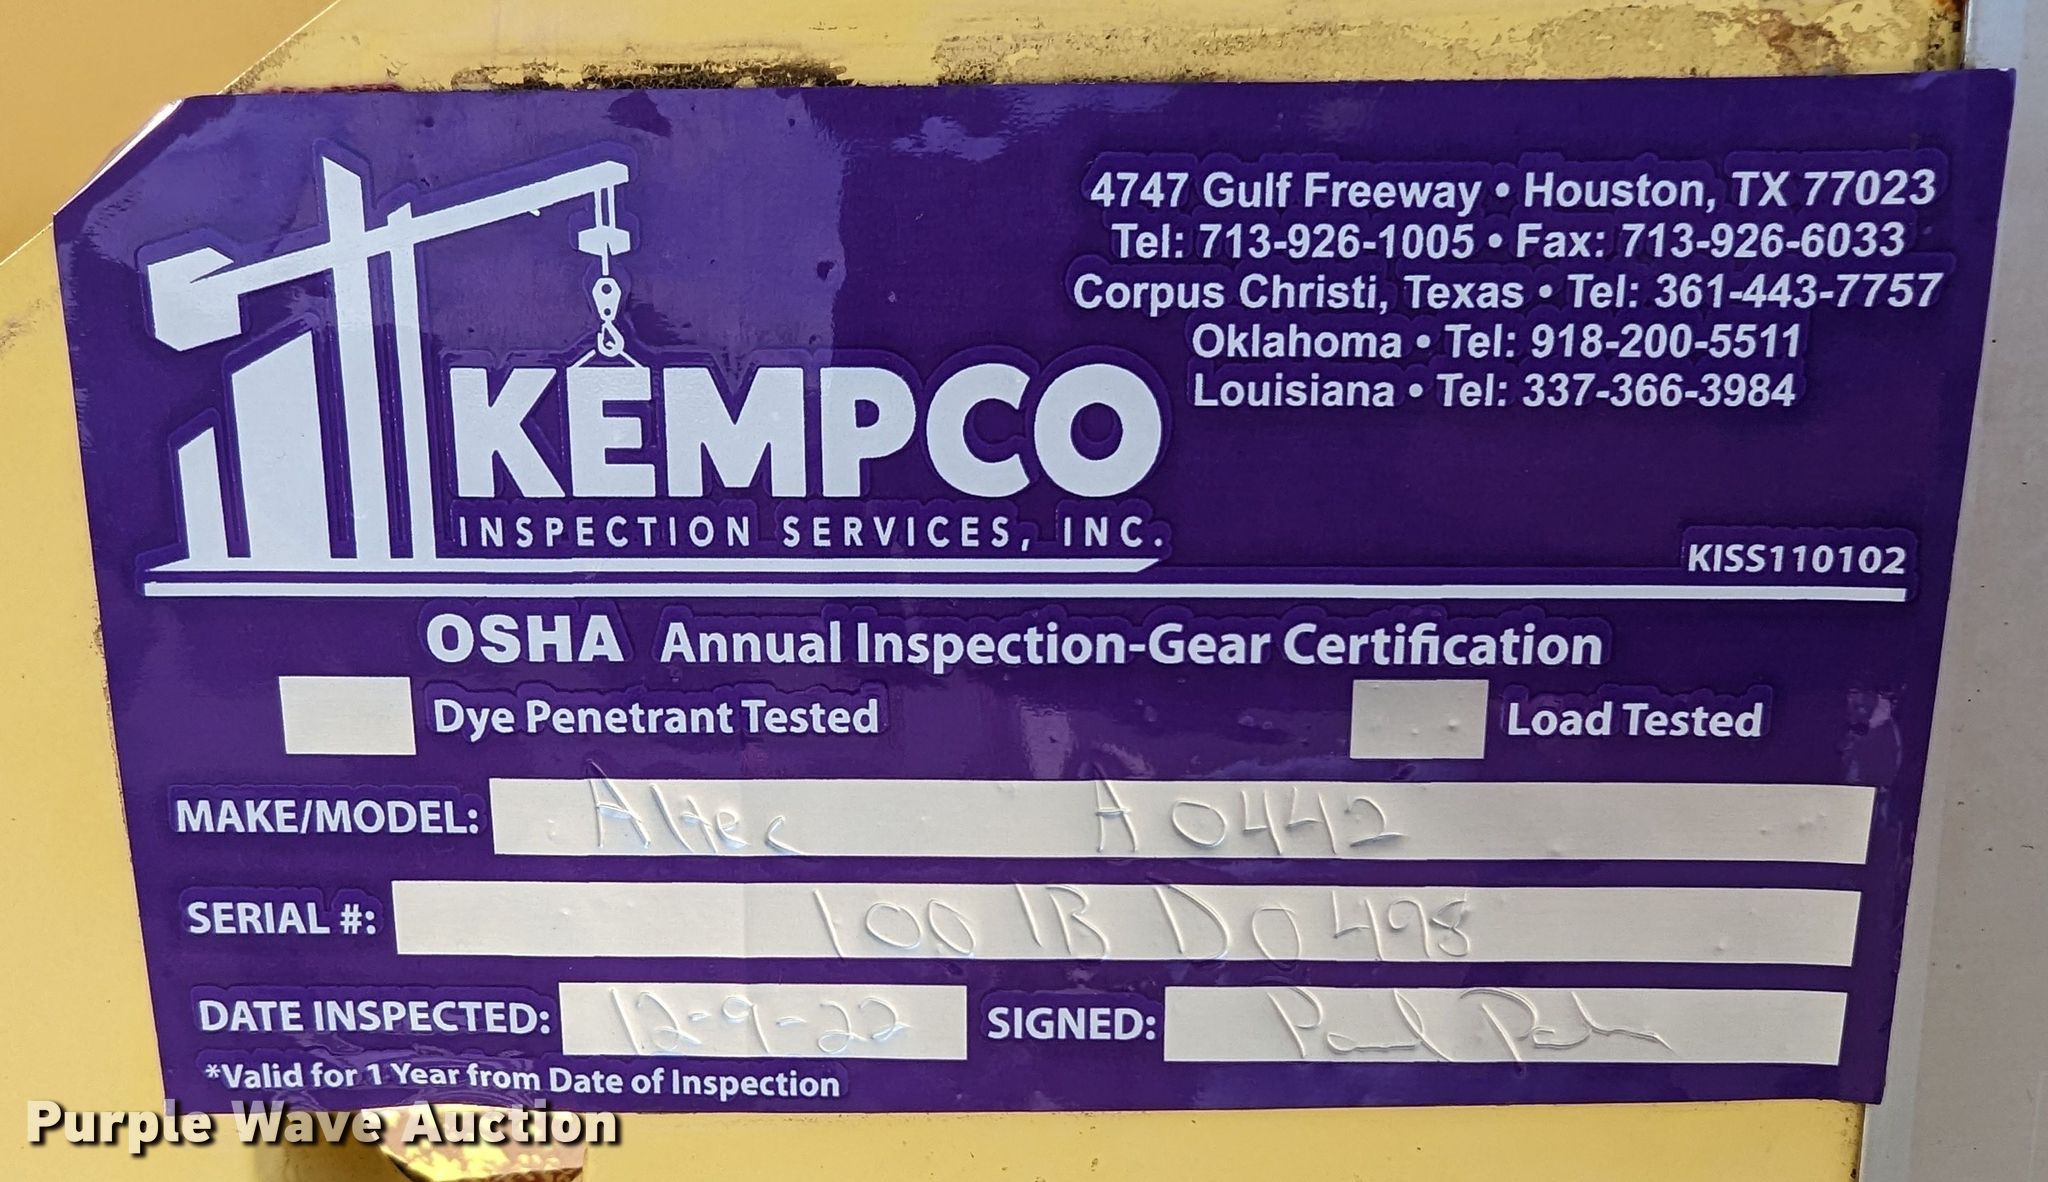 4747 Gulf Freeway • Houston, TX 77023
Tel: 713-926-1005 • Fax: 713-926-6033
Corpus Christi, Texas • Tel: 361-443-7757
Oklahoma • Tel: 918-200-5511
Louisiana • Tel: 337-366-3984
KEMPCO
INSPECTION SERVICES, INC.
KISS110102
OSHA Annual Inspection-Gear Certification
Dye Penetrant Tested Load Tested
MAKE/MODEL: Altec A0442
SERIAL #: 1001BD0498
DATE INSPECTED: 12-9-22 SIGNED: Paul
*Valid for 1 Year from Date of Inspection
Purple Wave Auction